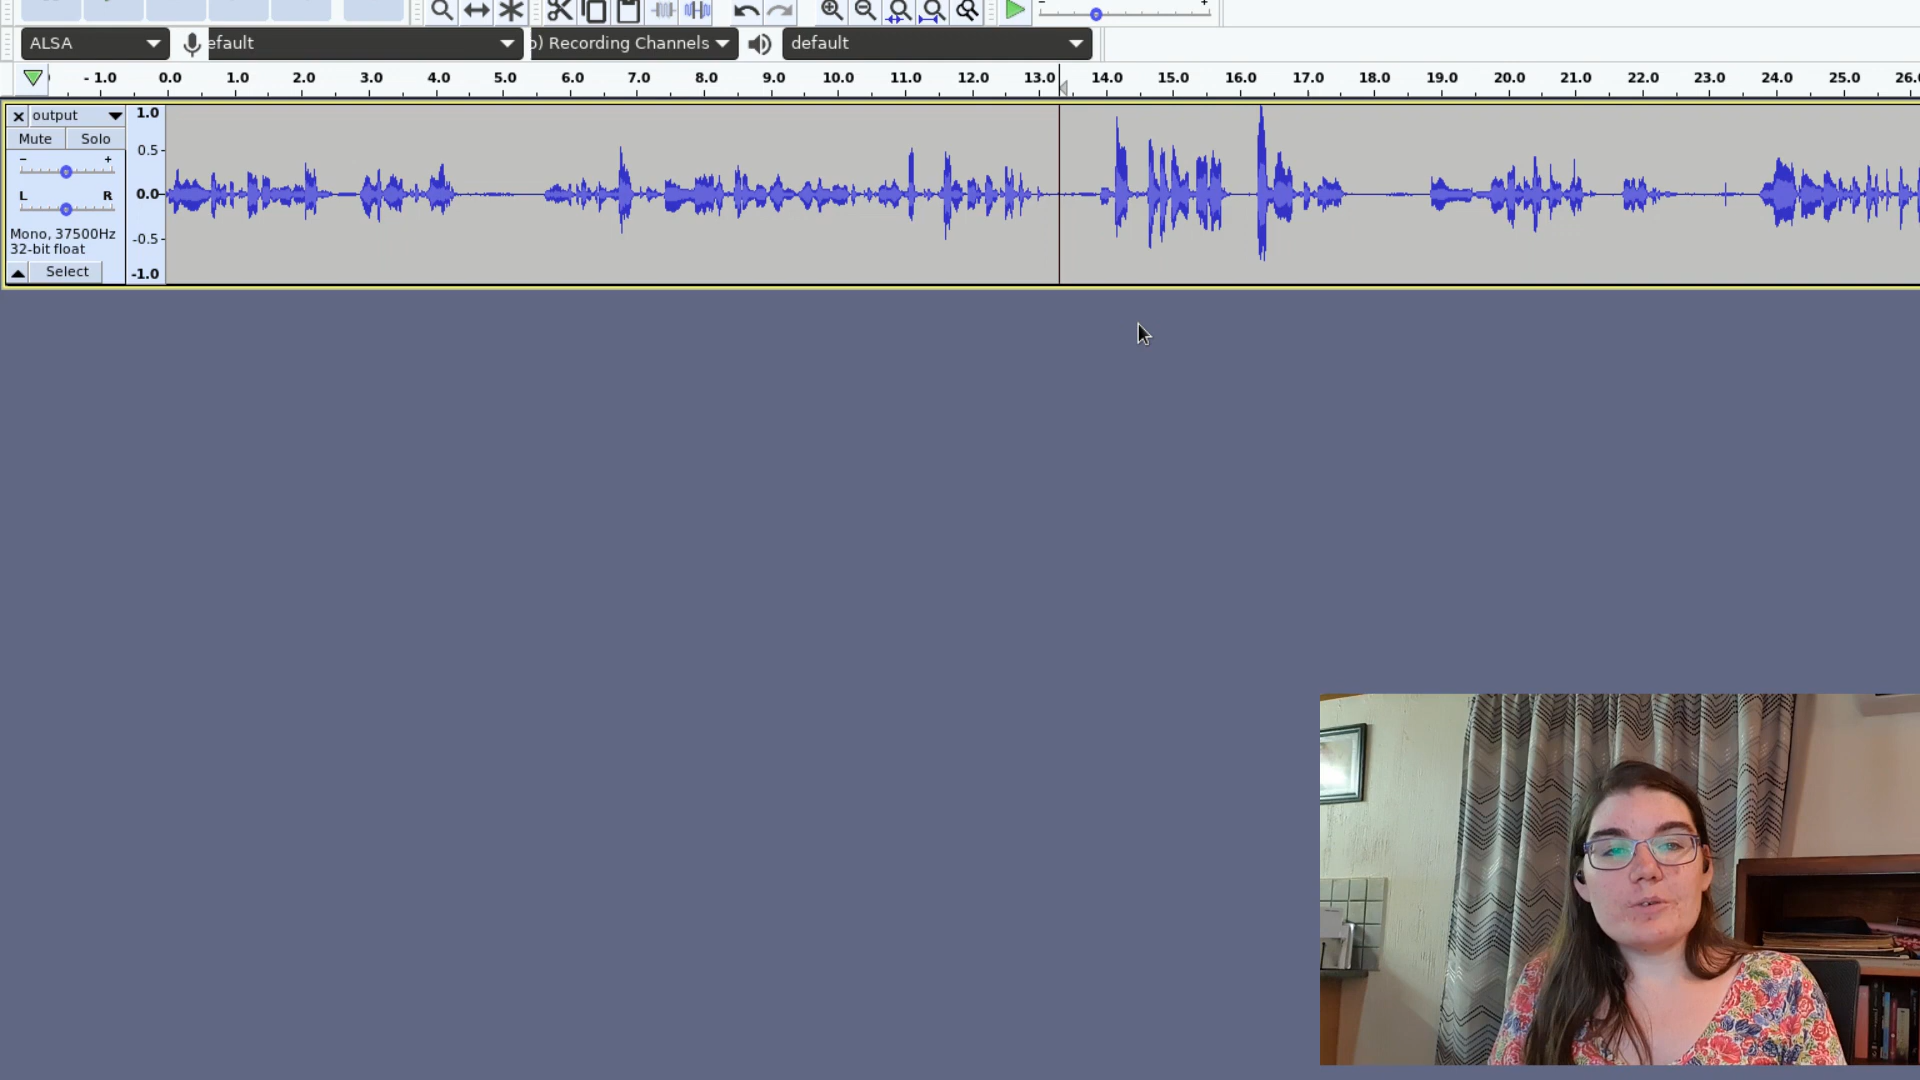 ALSA efault o) Recording Channels default
- 1.0 0.0 1.0 2.0 3.0 4.0 5.0 6.0 7.0 8.0 9.0 10.0 11.0 12.0 13.0 14.0 15.0 16.0 17.0 18.0 19.0 20.0 21.0 22.0 23.0 24.0 25.0 26.0
× output 1.0
Mute Solo
- + 0.5
L R 0.0
Mono, 37500Hz -0.5
32-bit float
Select -1.0